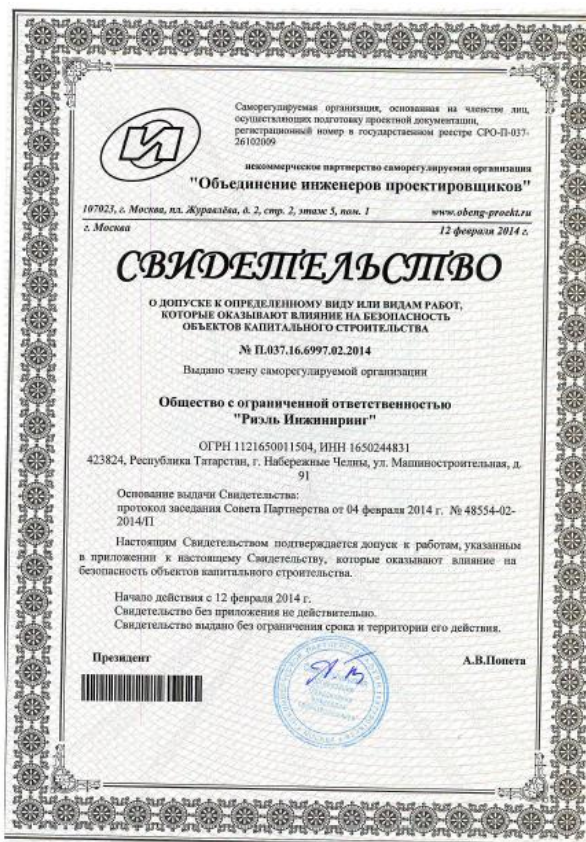 Саморегулируемая организация, основанная на членстве лиц,
осуществляющих подготовку проектной документации,
регистрационный номер в государственном реестре СРО-П-037-
26102009
некоммерческое партнерство саморегулируемая организация
"Объединение инженеров проектировщиков"
107023, г. Москва, пл. Журавлёва, д. 2, стр. 2, этаж 5, пом. 1 www.obeng-proekt.ru
г. Москва 12 февраля 2014 г.
СВИДЕТЕЛЬСТВО
О ДОПУСКЕ К ОПРЕДЕЛЕННОМУ ВИДУ ИЛИ ВИДАМ РАБОТ,
КОТОРЫЕ ОКАЗЫВАЮТ ВЛИЯНИЕ НА БЕЗОПАСНОСТЬ
ОБЪЕКТОВ КАПИТАЛЬНОГО СТРОИТЕЛЬСТВА
№ П.037.16.6997.02.2014
Выдано члену саморегулируемой организации
Общество с ограниченной ответственностью
"Риэль Инжиниринг"
ОГРН 1121650011504, ИНН 1650244831
423824, Республика Татарстан, г. Набережные Челны, ул. Машиностроительная, д.
91
Основание выдачи Свидетельства:
протокол заседания Совета Партнерства от 04 февраля 2014 г. № 48554-02-
2014/П
Настоящим Свидетельством подтверждается допуск к работам, указанным
в приложении к настоящему Свидетельству, которые оказывают влияние на
безопасность объектов капитального строительства.
Начало действия с 12 февраля 2014 г.
Свидетельство без приложения не действительно.
Свидетельство выдано без ограничения срока и территории его действия.
Президент А.В.Попета